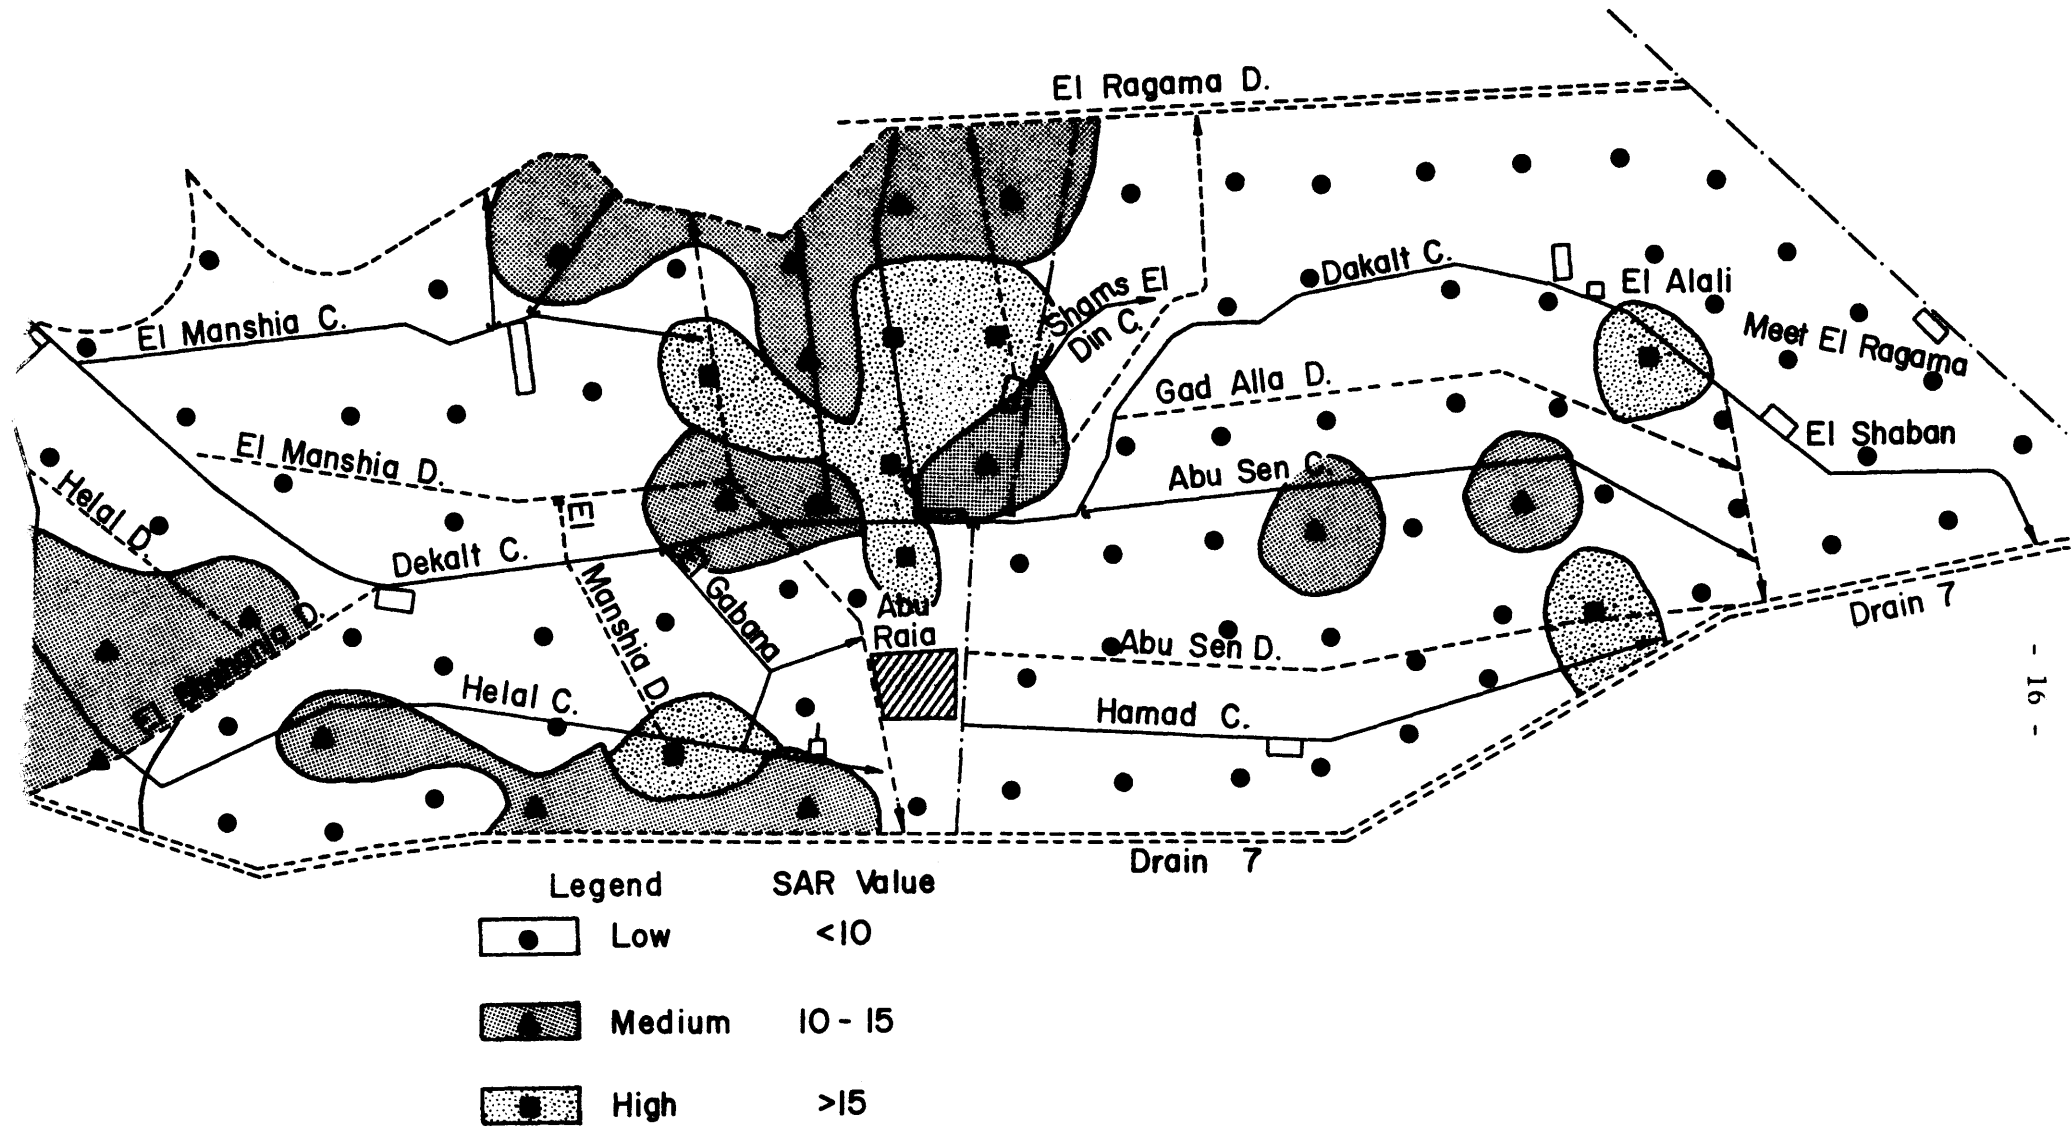 El Ragama D.
El Manshia C.
Shams El
Din C.
Dakalt C.
El Alali
Meet El Ragama
Gad Alla D.
El Shaban
El Manshia D.
Abu Sen C.
Helal D.
Dekalt C.
El
Manshia D.
El Gabana
Abu
Raia
Abu Sen D.
Drain 7
Helal C.
Hamad C.
Drain 7
- 16 -
Legend SAR Value
Low <10
Medium 10 - 15
High >15